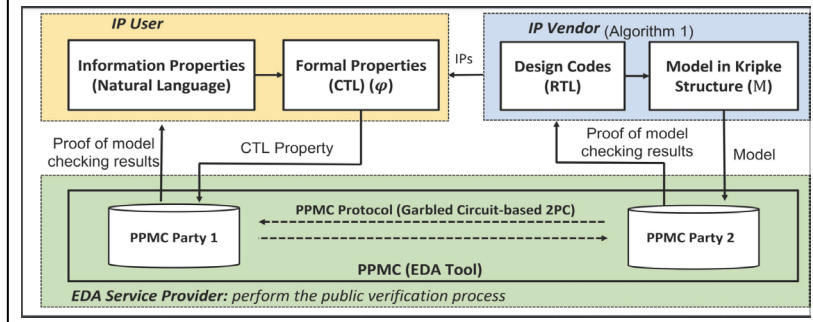 IP User
Information Properties
(Natural Language)
Formal Properties
(CTL) (φ)
IPs
IP Vendor (Algorithm 1)
Design Codes
(RTL)
Model in Kripke
Structure (M)
Proof of model
checking results
CTL Property
Proof of model
checking results
Model
PPMC Protocol (Garbled Circuit-based 2PC)
PPMC Party 1
PPMC Party 2
PPMC (EDA Tool)
EDA Service Provider: perform the public verification process